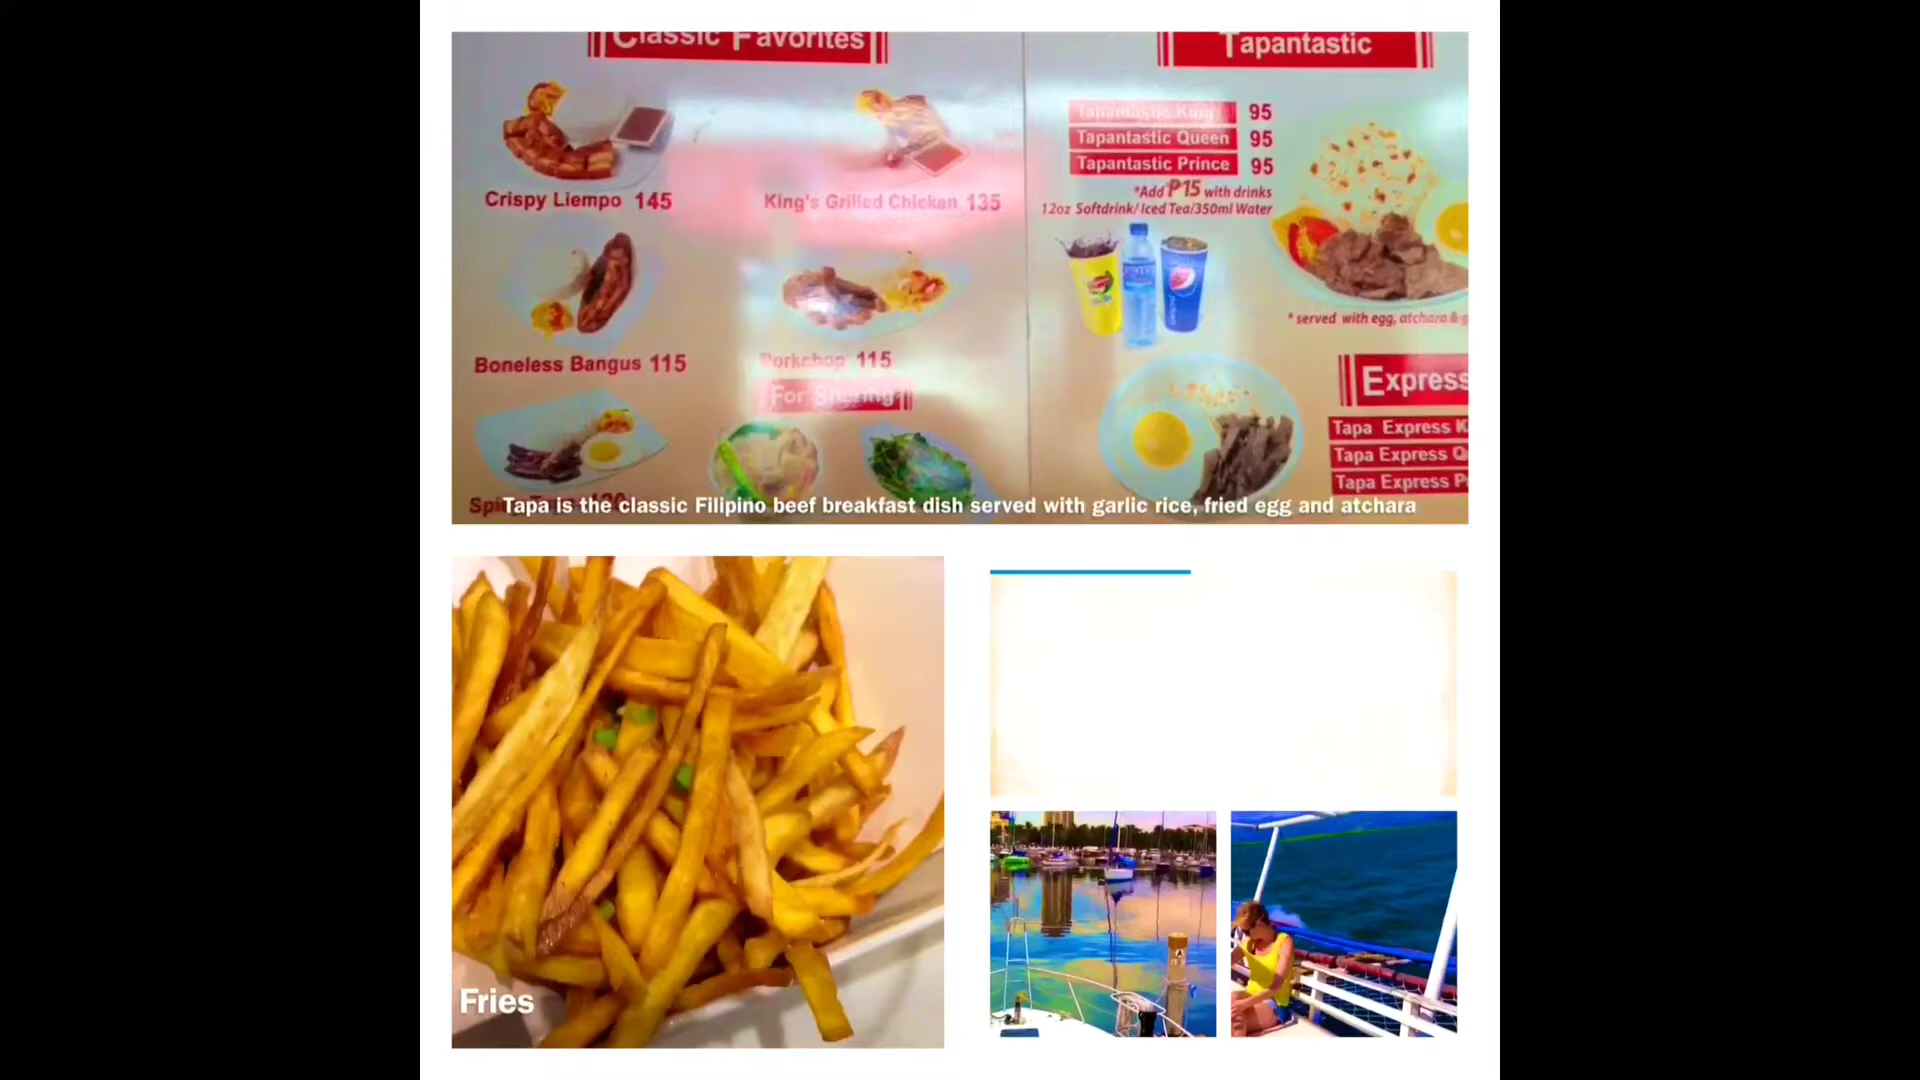 Classic Favorites
Crispy Liempo 145
King's Grilled Chicken 135
Boneless Bangus 115
Porkchop 115
For Sharing
Tapantastic
Tapantastic King 95
Tapantastic Queen 95
Tapantastic Prince 95
*Add P15 with drinks
12oz Softdrink/ Iced Tea/350ml Water
* served with egg, atchara &
Express
Tapa Express
Tapa Express
Tapa Express
Tapa is the classic Filipino beef breakfast dish served with garlic rice, fried egg and atchara
Fries